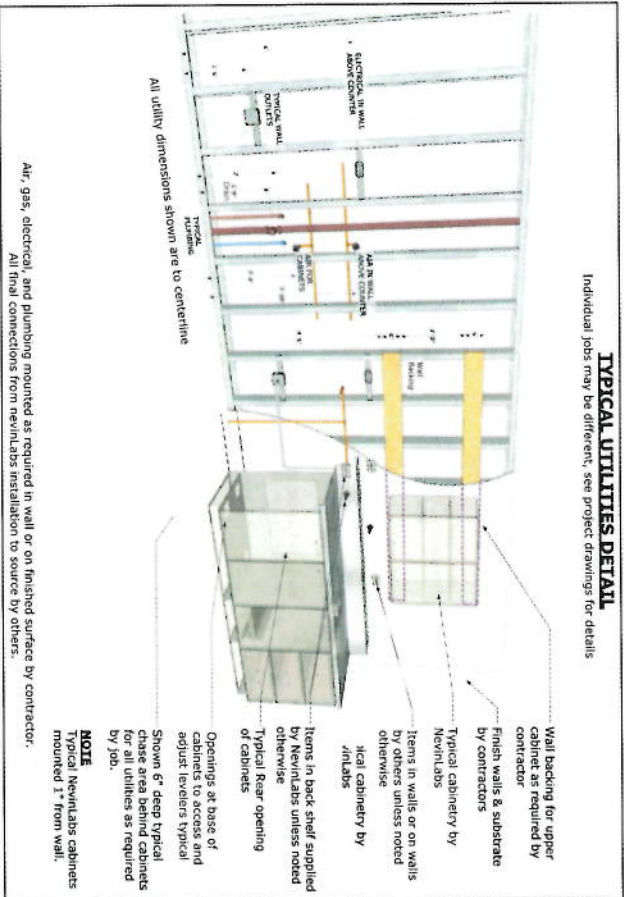 TYPICAL UTILITIES DETAIL
Individual jobs may be different, see project drawings for details
ELECTRICAL IN WALL
ABOVE COUNTER
TYPICAL WALL
OUTLETS
AIR IN WALL
ABOVE COUNTER
AIR FOR
CABINETS
TYPICAL
PLUMBING
Drain
Wall
Backing
All utility dimensions shown are to centerline
Wall backing for upper
cabinet as required by
contractor
Finish walls & substrate
by contractors
Typical cabinetry by
NevinLabs
Items in walls or on walls
by others unless noted
otherwise
ical cabinetry by
vinLabs
Items in back shelf supplied
by NevinLabs unless noted
otherwise
Typical Rear opening
of cabinets
Openings at base of
cabinets to access and
adjust levelers typical
Shown 6" deep typical
chase area behind cabinets
for all utilities as required
by job.
NOTE
Typical NevinLabs cabinets
mounted 1" from wall.
Air, gas, electrical, and plumbing mounted as required in wall or on finished surface by contractor.
All final connections from nevinLabs installation to source by others.